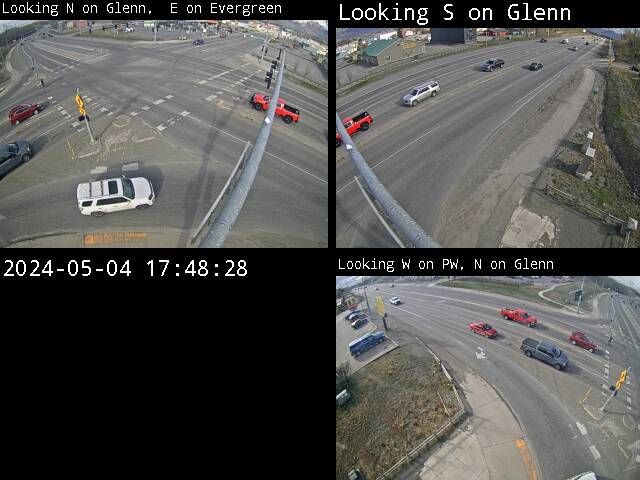 Looking N on Glenn, E on Evergreen
Looking S on Glenn
2024-05-04 17:48:28
Looking W on PW, N on Glenn